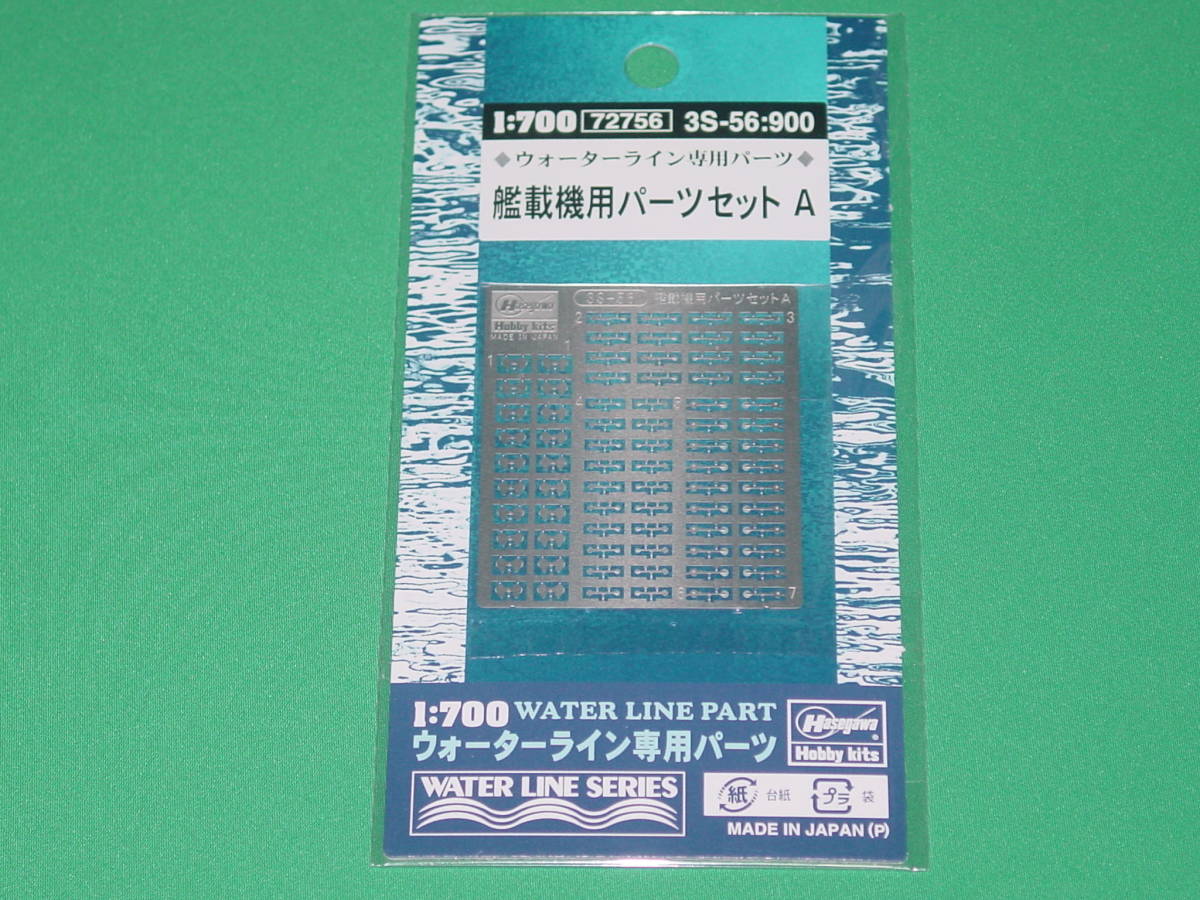 1:700 72756 3S-56:900
◆ウォーターライン専用パーツ◆
艦載機用パーツセット A
Hasegawa
Hobby kits
MADE IN JAPAN
3S-56 艦載機用パーツセットA
2 3
1 1
4 5
6 7
1:700 WATER LINE PART
ウォーターライン専用パーツ
Hasegawa®
Hobby kits
WATER LINE SERIES
紙 台紙 プラ 袋
MADE IN JAPAN (P)